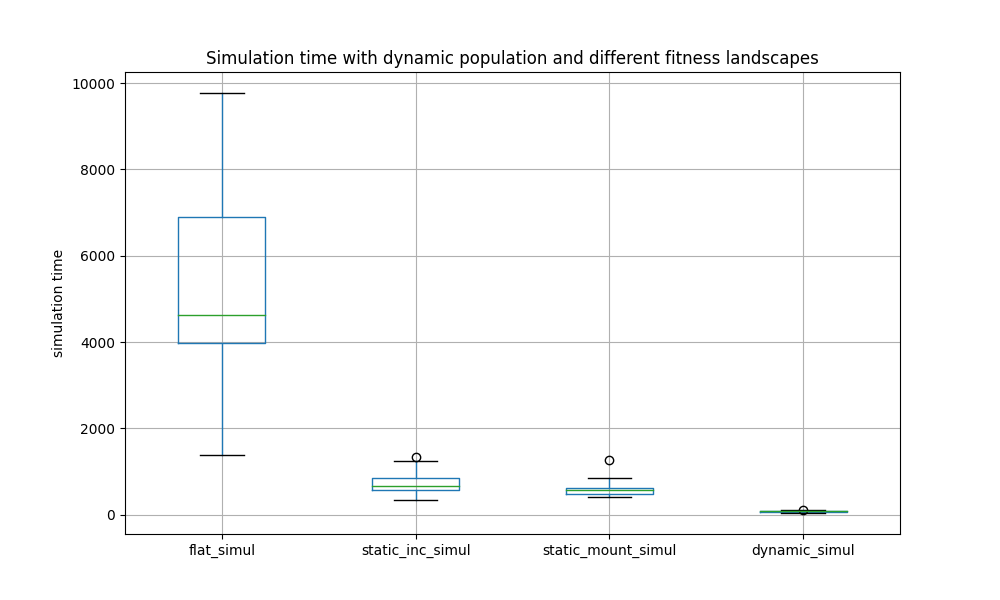 Simulation time with dynamic population and different fitness landscapes
10000
8000
6000
4000
2000
0
simulation time
flat_simul
static_inc_simul
static_mount_simul
dynamic_simul